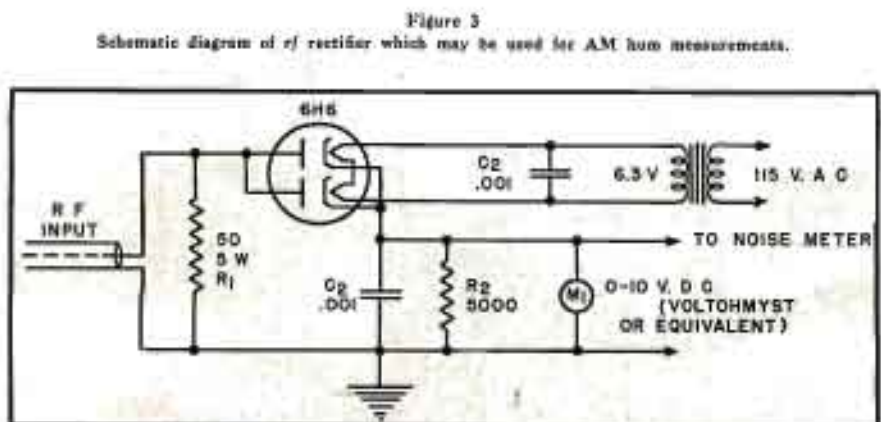 Figure 3
Schematic diagram of rf rectifier which may be used for AM hum measurements.
6H6
C2
.001
6.3 V
115 V. A C
R F
INPUT
50
5 W
R1
TO NOISE METER
C2
.001
R2
5000
M1
0-10 V. D C
(VOLTOHMYST
OR EQUIVALENT)